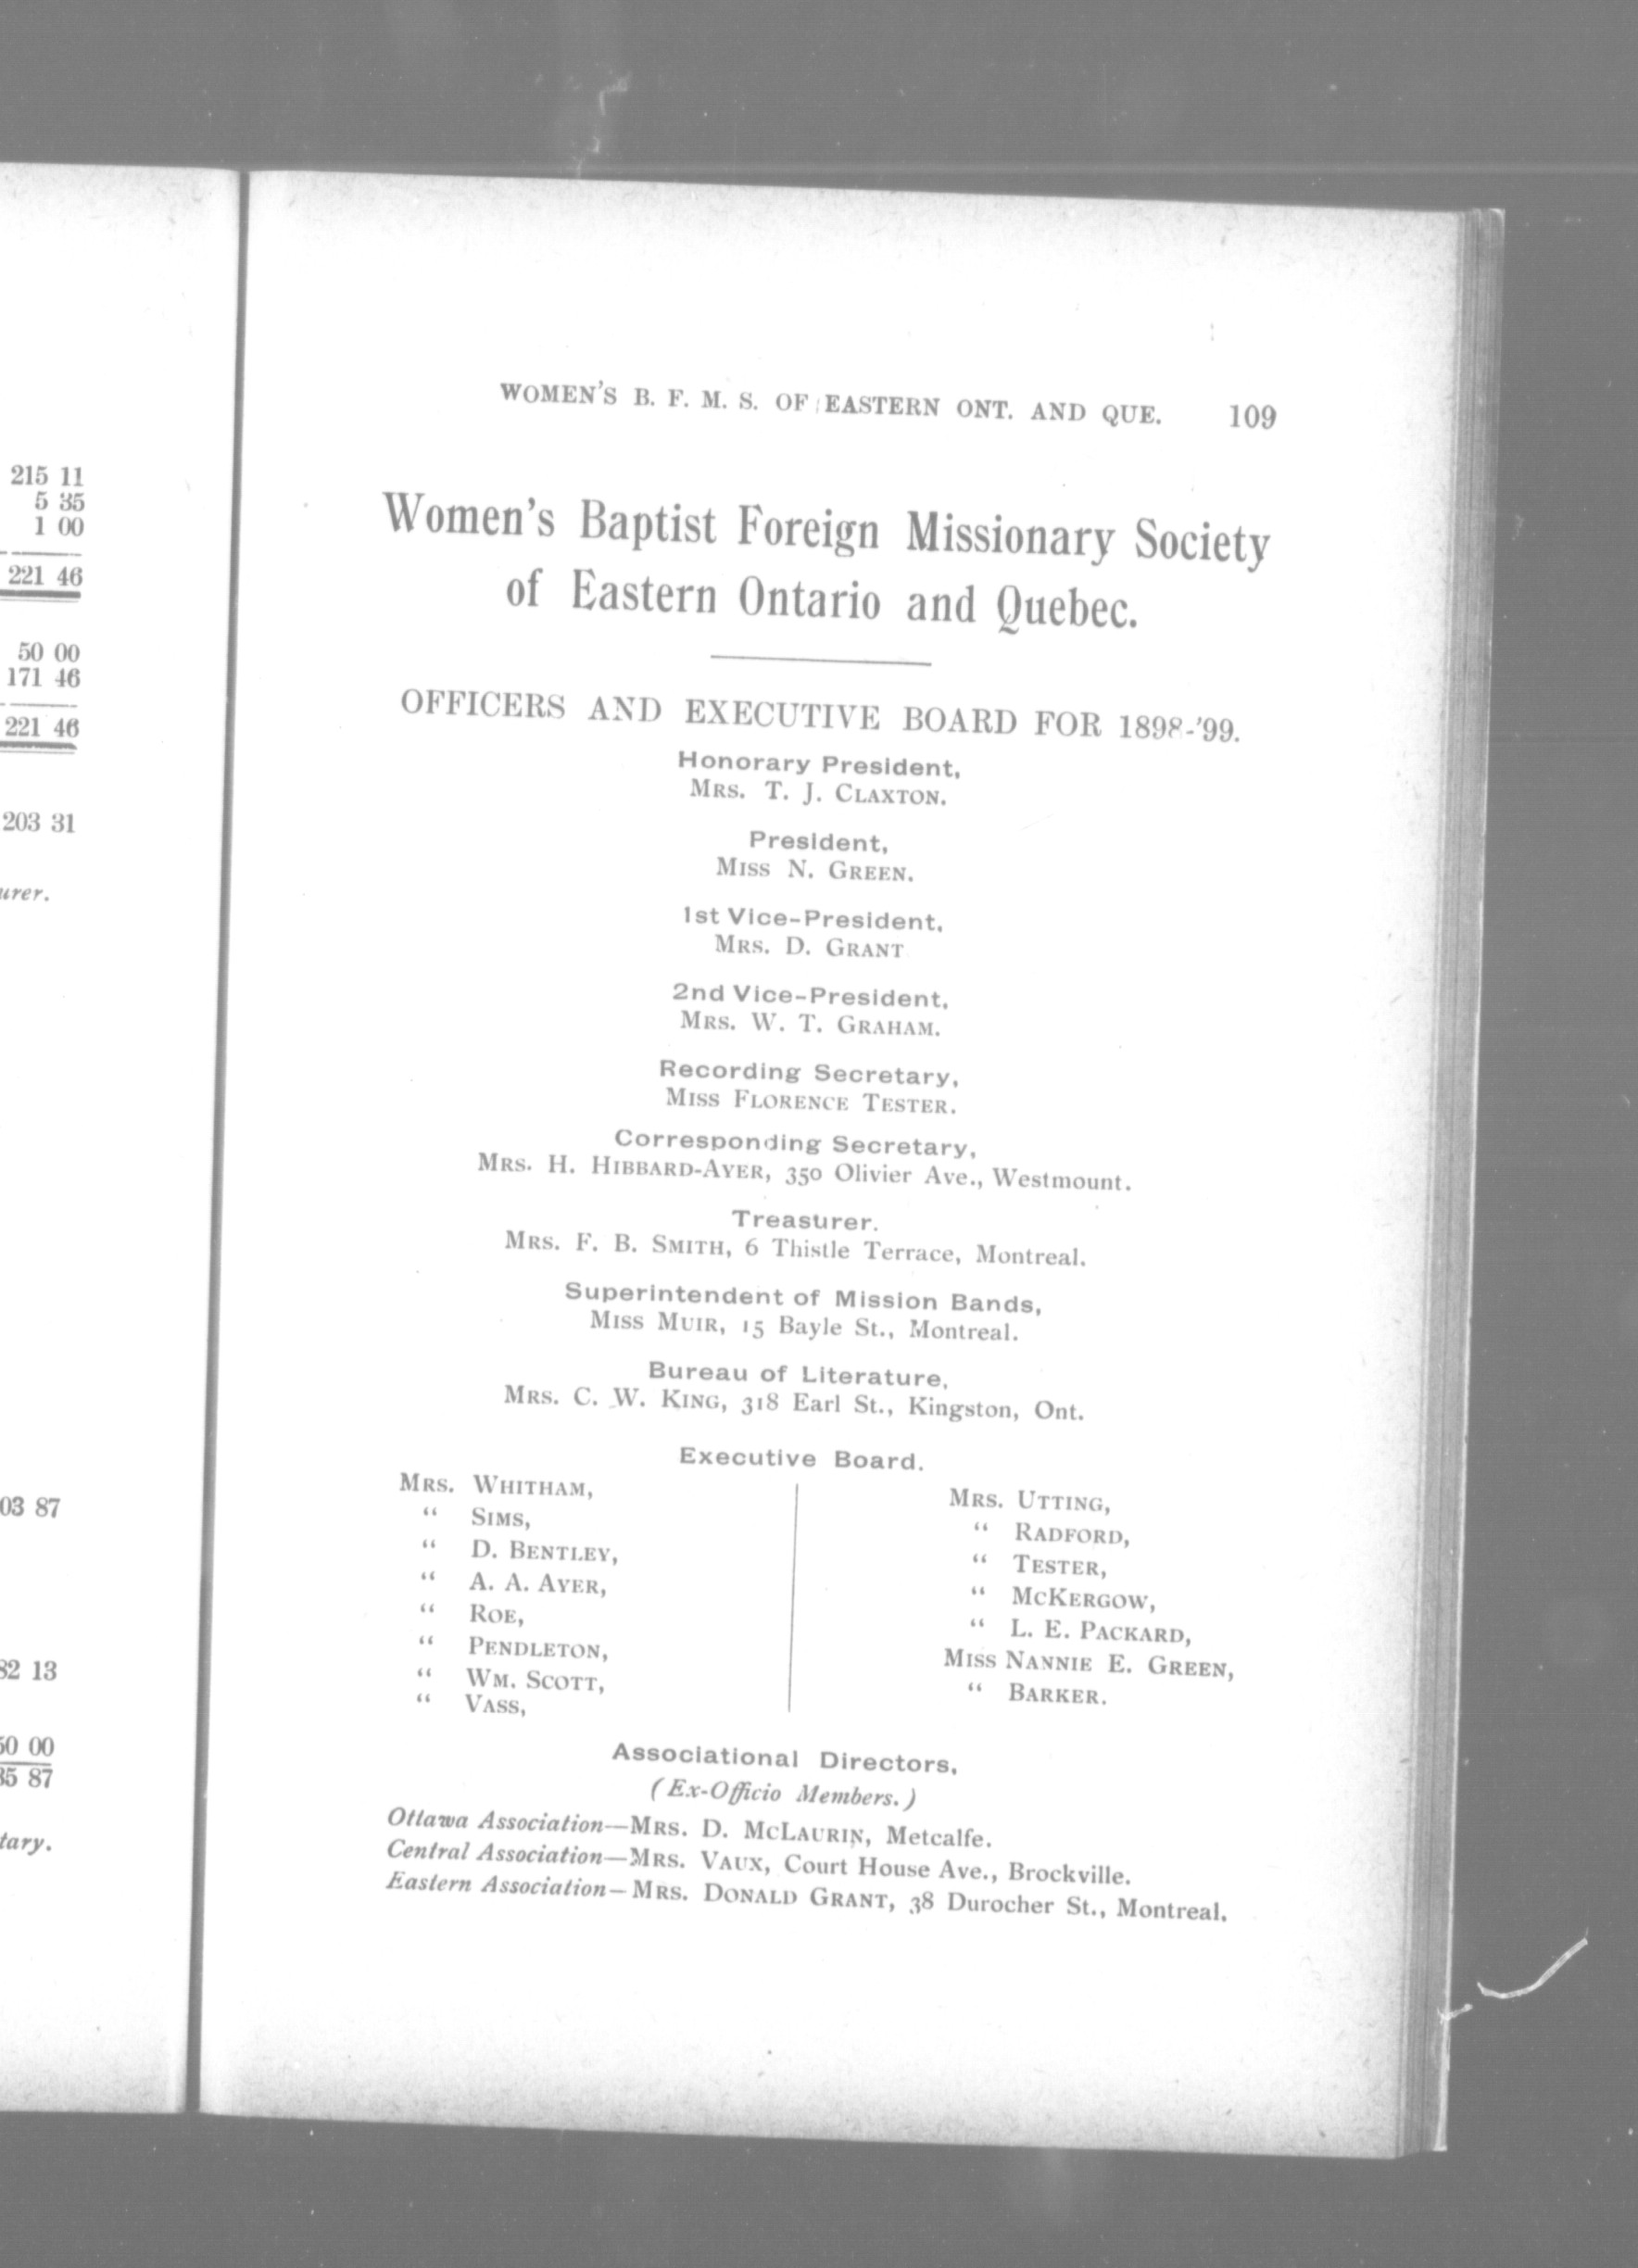 215 11
5 35
1 00
221 46
50 00
171 46
221 46
203 31
urer.
03 87
82 13
50 00
35 87
tary.
WOMEN'S B. F. M. S. OF EASTERN ONT. AND QUE. 109
Women's Baptist Foreign Missionary Society
of Eastern Ontario and Quebec.
OFFICERS AND EXECUTIVE BOARD FOR 1898-'99.
Honorary President,
MRS. T. J. CLAXTON.
President,
MISS N. GREEN.
1st Vice-President,
MRS. D. GRANT
2nd Vice-President,
MRS. W. T. GRAHAM.
Recording Secretary,
MISS FLORENCE TESTER.
Corresponding Secretary,
MRS. H. HIBBARD-AYER, 350 Olivier Ave., Westmount.
Treasurer.
MRS. F. B. SMITH, 6 Thistle Terrace, Montreal.
Superintendent of Mission Bands,
MISS MUIR, 15 Bayle St., Montreal.
Bureau of Literature,
MRS. C. W. KING, 318 Earl St., Kingston, Ont.
Executive Board.
MRS. WHITHAM,
" SIMS,
" D. BENTLEY,
" A. A. AYER,
" ROE,
" PENDLETON,
" WM. SCOTT,
" VASS,
MRS. UTTING,
" RADFORD,
" TESTER,
" MCKERGOW,
" L. E. PACKARD,
MISS NANNIE E. GREEN,
" BARKER.
Associational Directors,
(Ex-Officio Members.)
Ottawa Association—MRS. D. MCLAURIN, Metcalfe.
Central Association—MRS. VAUX, Court House Ave., Brockville.
Eastern Association—MRS. DONALD GRANT, 38 Durocher St., Montreal.